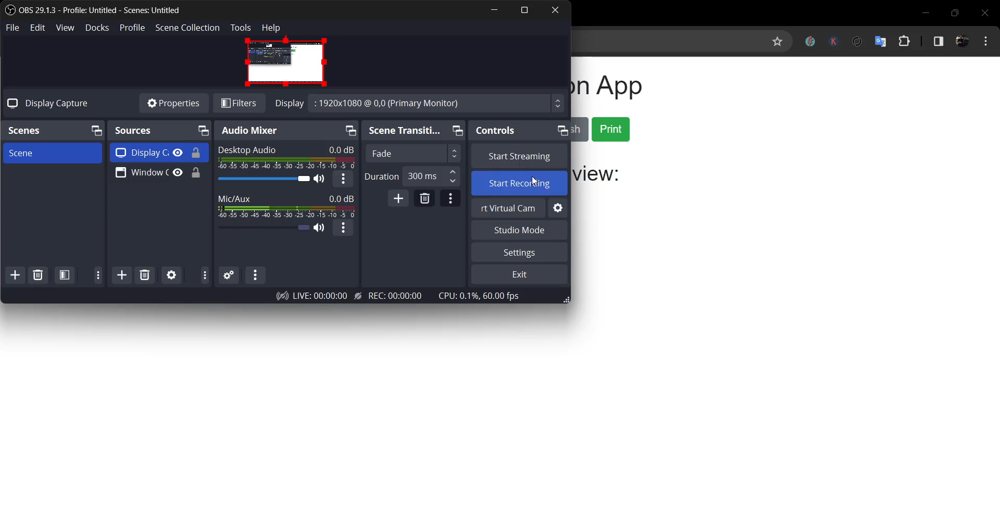 OBS 29.1.3 - Profile: Untitled - Scenes: Untitled
File Edit View Docks Profile Scene Collection Tools Help
Display Capture Properties Filters Display : 1920x1080 @ 0,0 (Primary Monitor)
Scenes Sources Audio Mixer Scene Transiti... Controls
Scene
Display Ca
Window C
Desktop Audio 0.0 dB
-60 -55 -50 -45 -40 -35 -30 -25 -20 -15 -10 -5 0
Mic/Aux 0.0 dB
-60 -55 -50 -45 -40 -35 -30 -25 -20 -15 -10 -5 0
Fade
Duration 300 ms
Start Streaming
Start Recording
rt Virtual Cam
Studio Mode
Settings
Exit
LIVE: 00:00:00 REC: 00:00:00 CPU: 0.1%, 60.00 fps
K
on App
sh Print
view: